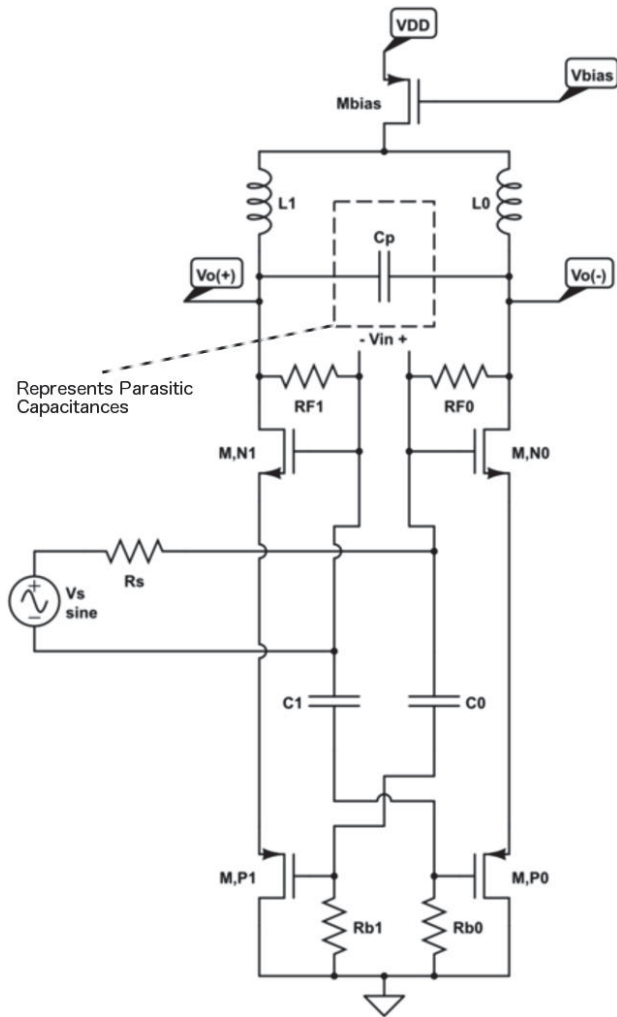 VDD
Vbias
Mbias
L1
L0
Cp
Vo(+)
Vo(-)
- Vin +
Represents Parasitic
Capacitances
RF1
RF0
M,N1
M,N0
Rs
+
Vs
sine
−
C1
C0
M,P1
M,P0
Rb1
Rb0